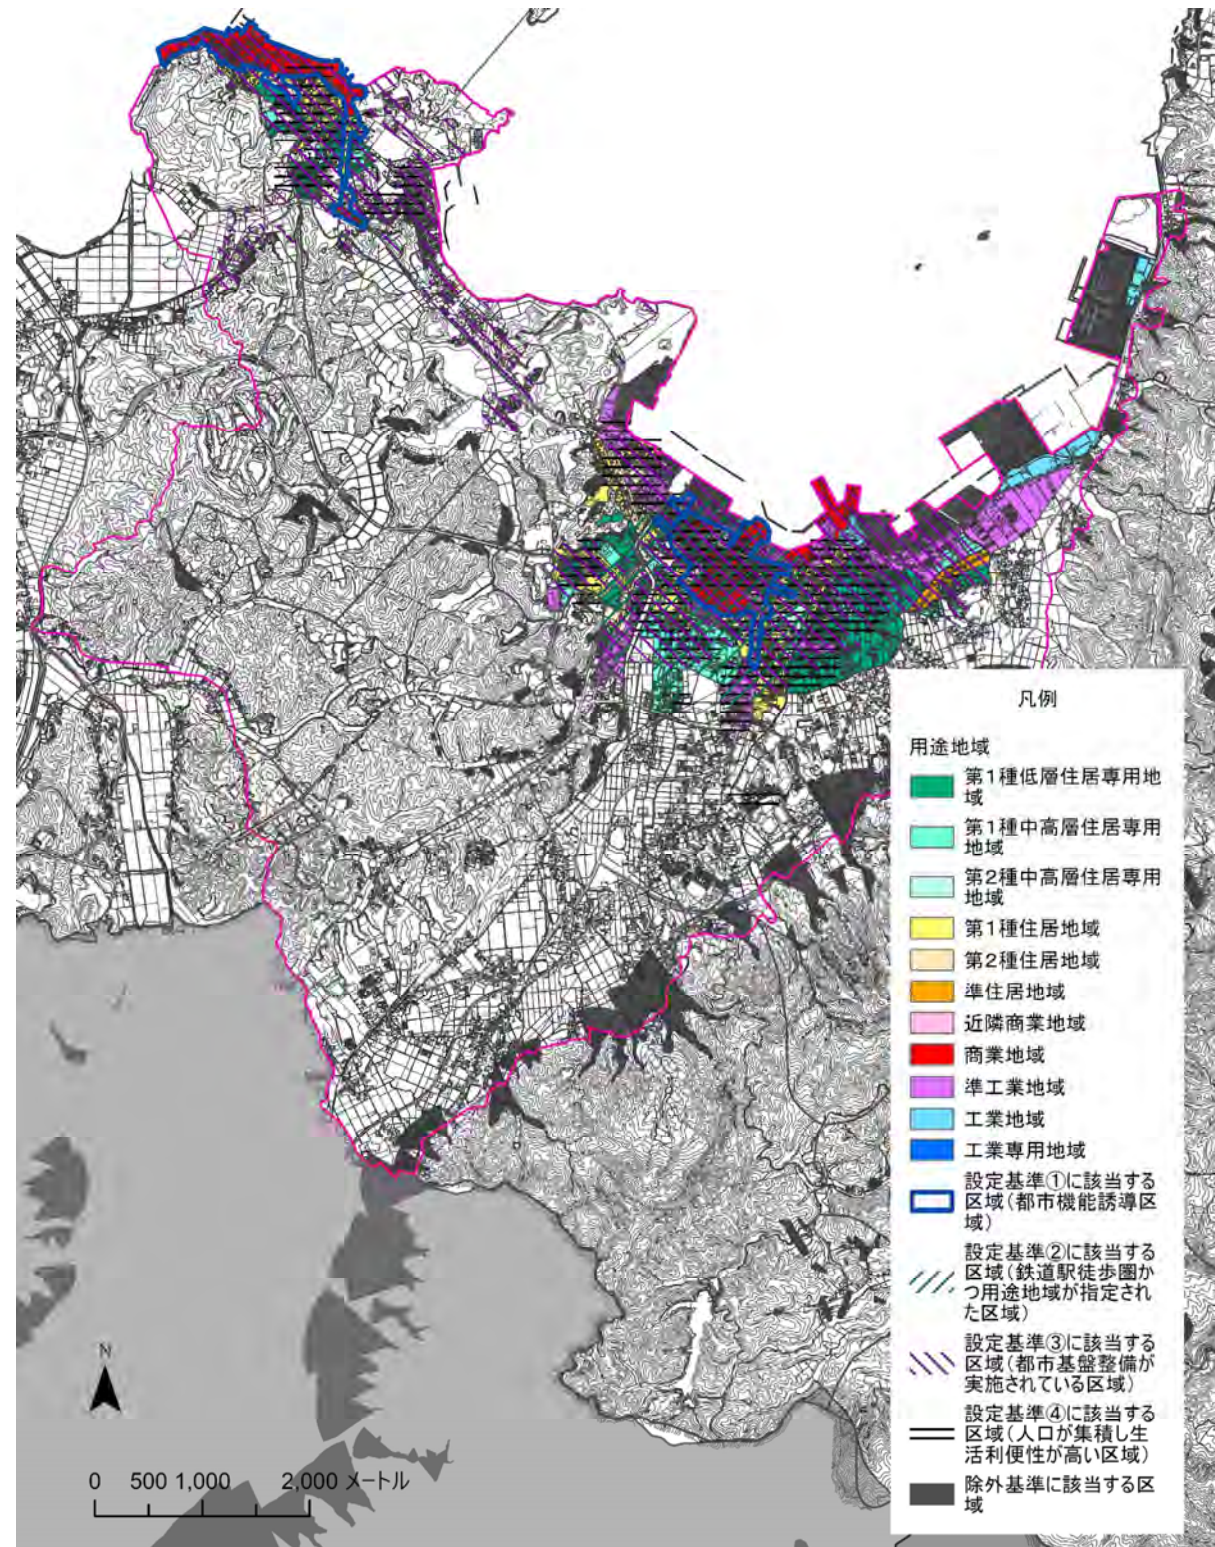 凡例
用途地域
第1種低層住居専用地
域
第1種中高層住居専用
地域
第2種中高層住居専用
地域
第1種住居地域
第2種住居地域
準住居地域
近隣商業地域
商業地域
準工業地域
工業地域
工業専用地域
設定基準①に該当する
区域(都市機能誘導区
域)
設定基準②に該当する
区域(鉄道駅徒歩圏か
つ用途地域が指定され
た区域)
設定基準③に該当する
区域(都市基盤整備が
実施されている区域)
設定基準④に該当する
区域(人口が集積し生
活利便性が高い区域)
除外基準に該当する区
域
N
0 500 1,000 2,000 メートル